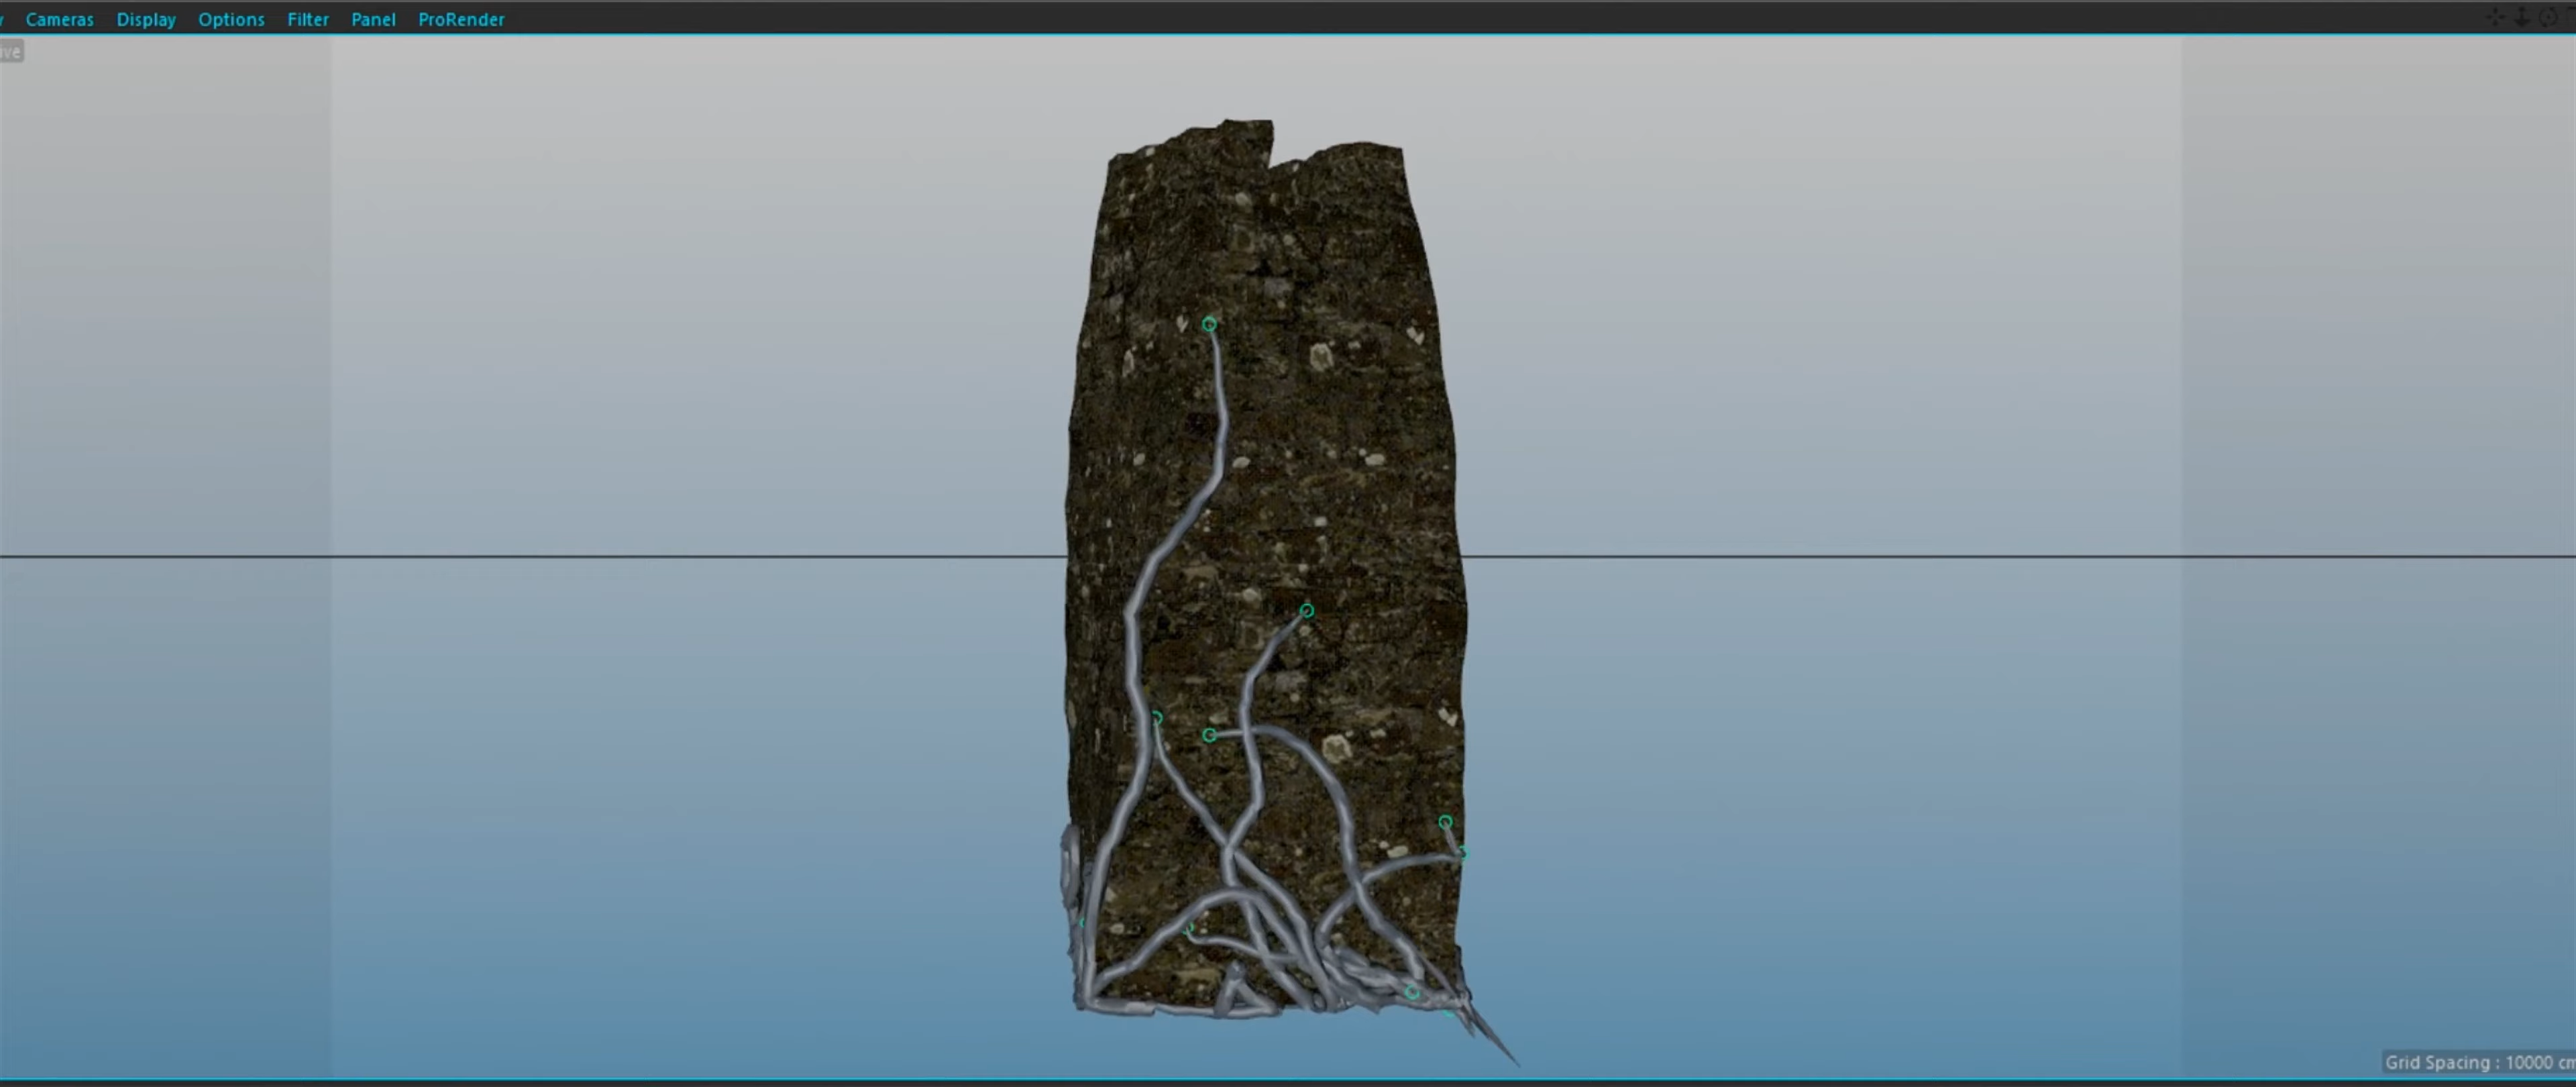 Cameras Display Options Filter Panel ProRender
Grid Spacing : 10000 cm